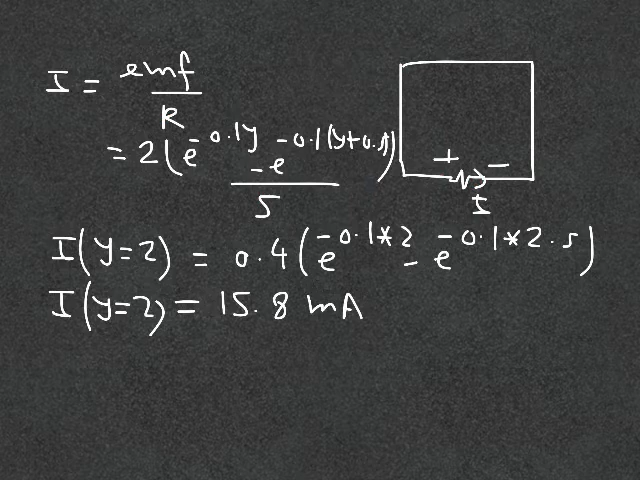 I = emf / R
= 2(e^-0.1y - e^-0.1(y+0.5)) / 5
+ -
I
I(y=2) = 0.4(e^-0.1*2 - e^-0.1*2.5)
I(y=2) = 15.8 mA